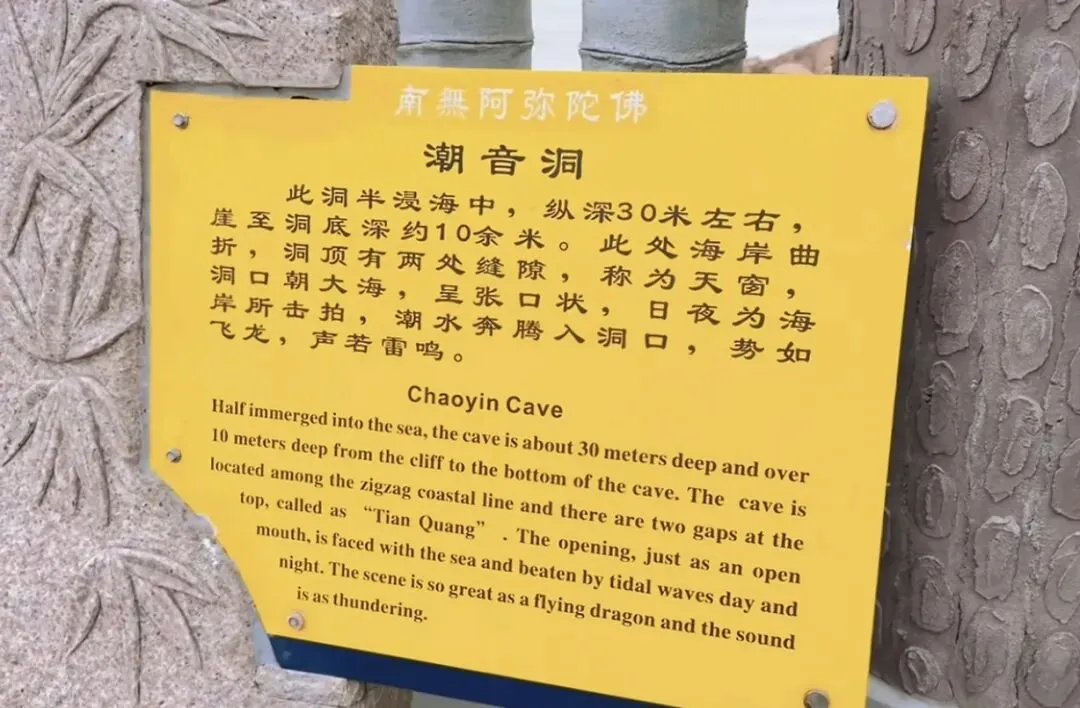 南無阿弥陀佛
潮音洞
此洞半浸海中，纵深30米左右，
崖至洞底深约10余米。此处海岸曲
折，洞顶有两处缝隙，称为天窗，
洞口朝大海，呈张口状，日夜为海
岸所击拍，潮水奔腾入洞口，势如
飞龙，声若雷鸣。
Chaoyin Cave
Half immerged into the sea, the cave is about 30 meters deep and over
10 meters deep from the cliff to the bottom of the cave. The cave is
located among the zigzag coastal line and there are two gaps at the
top, called as “Tian Quang” . The opening, just as an open
mouth, is faced with the sea and beaten by tidal waves day and
night. The scene is so great as a flying dragon and the sound
is as thundering.